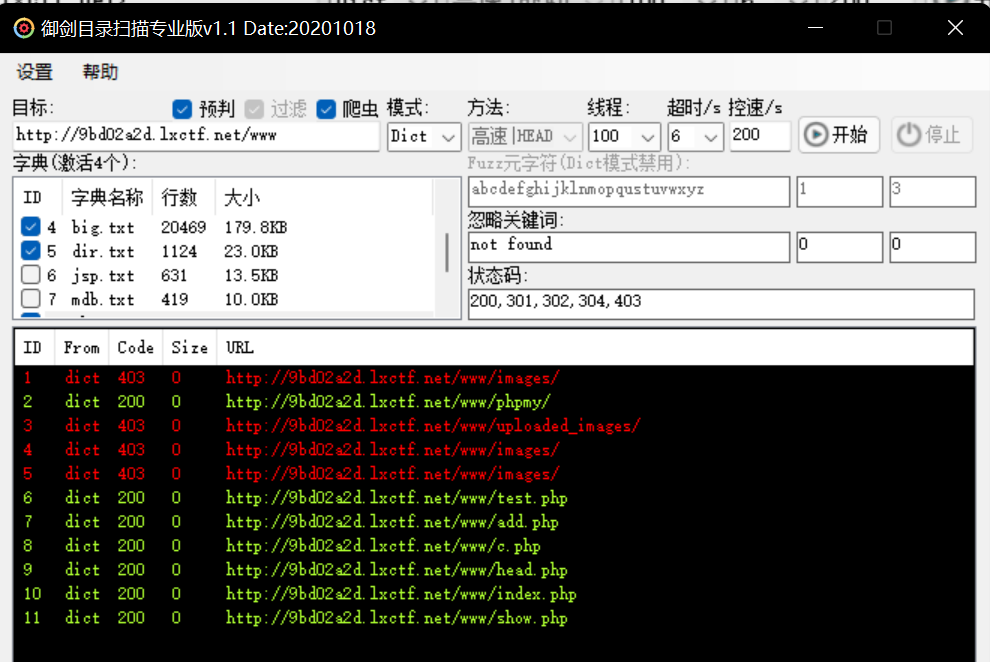 御剑目录扫描专业版v1.1 Date:20201018
设置 帮助
目标: 预判 过滤 爬虫 模式: 方法: 线程: 超时/s 控速/s
http://9bd02a2d.lxctf.net/www Dict 高速|HEAD 100 6 200 开始 停止
字典(激活4个): Fuzz元字符(Dict模式禁用):
ID 字典名称 行数 大小 abcdefghijklnmopqustuvwxyz 1 3
4 big.txt 20469 179.8KB 忽略关键词:
5 dir.txt 1124 23.0KB not found 0 0
6 jsp.txt 631 13.5KB 状态码:
7 mdb.txt 419 10.0KB 200,301,302,304,403
ID From Code Size URL
1 dict 403 0 http://9bd02a2d.lxctf.net/www/images/
2 dict 200 0 http://9bd02a2d.lxctf.net/www/phpmy/
3 dict 403 0 http://9bd02a2d.lxctf.net/www/uploaded_images/
4 dict 403 0 http://9bd02a2d.lxctf.net/www/images/
5 dict 403 0 http://9bd02a2d.lxctf.net/www/images/
6 dict 200 0 http://9bd02a2d.lxctf.net/www/test.php
7 dict 200 0 http://9bd02a2d.lxctf.net/www/add.php
8 dict 200 0 http://9bd02a2d.lxctf.net/www/c.php
9 dict 200 0 http://9bd02a2d.lxctf.net/www/head.php
10 dict 200 0 http://9bd02a2d.lxctf.net/www/index.php
11 dict 200 0 http://9bd02a2d.lxctf.net/www/show.php